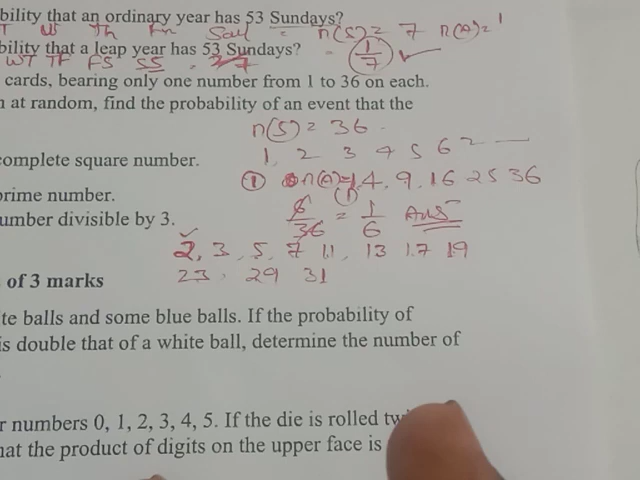 bility that an ordinary year has 53 Sundays?
W Th Fri Sat n(S) = 7 n(A) = 1
bility that a leap year has 53 Sundays? = 1/7
WT TF FS SS
cards, bearing only one number from 1 to 36 on each.
at random, find the probability of an event that the
n(S) = 36
1, 2 3 4 5 6
complete square number.
① n(A) = 1, 4, 9, 16 25 36
rime number.
6/36 = 1/6 Ans
umber divisible by 3.
2, 3, 5, 7 11, 13 17 19
23, 29 31
of 3 marks
te balls and some blue balls. If the probability of
is double that of a white ball, determine the number of
r numbers 0, 1, 2, 3, 4, 5. If the die is rolled tw
hat the product of digits on the upper face is